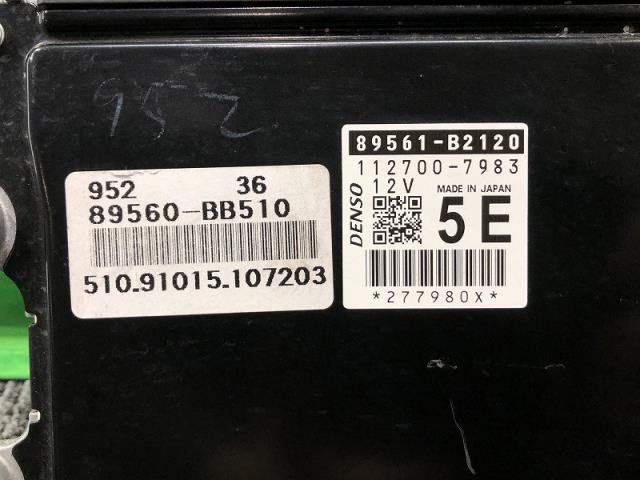 952
952 36
89560-BB510
510-91015-107203
89561-B2120
112700-7983
DENSO
12V MADE IN JAPAN
5E
*277980X*